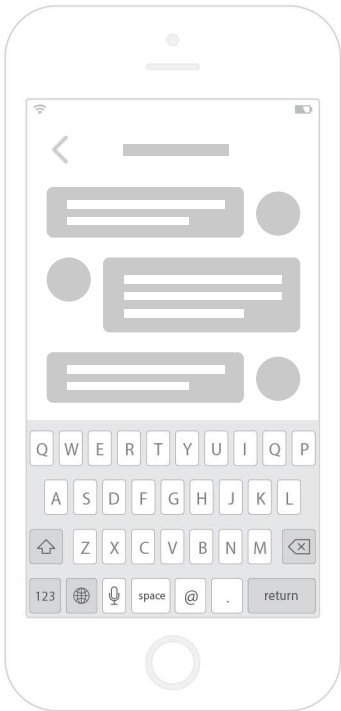 Q W E R T Y U I Q P
A S D F G H J K L
Z X C V B N M
123 space @ . return